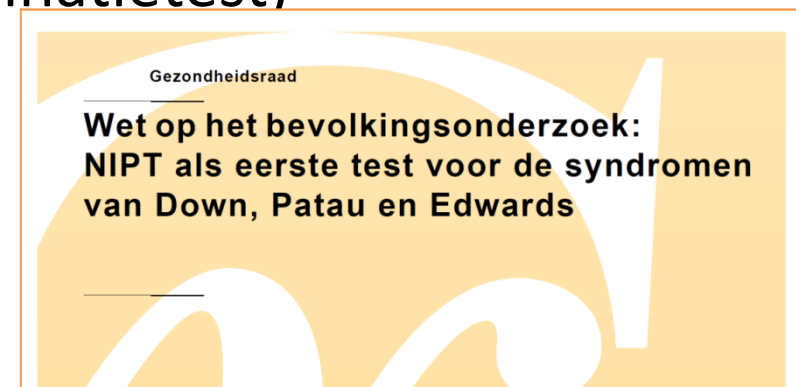 Gezondheidsraad
Wet op het bevolkingsonderzoek:
NIPT als eerste test voor de syndromen
van Down, Patau en Edwards